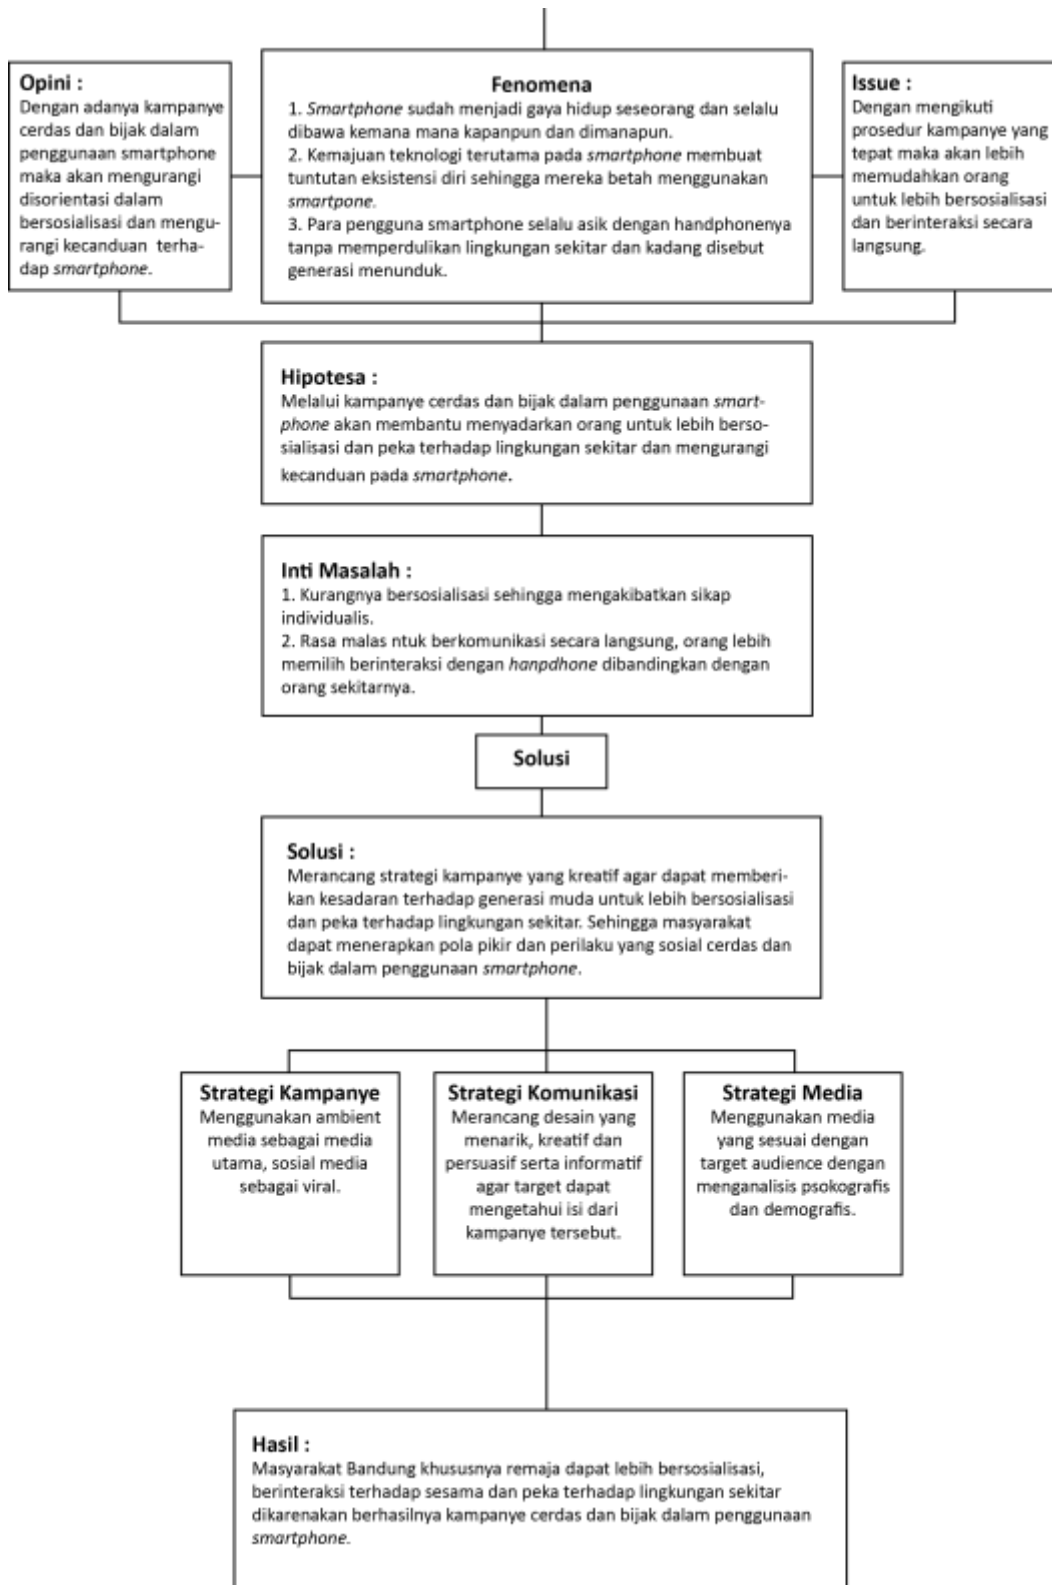 Opini :
Dengan adanya kampanye
cerdas dan bijak dalam
penggunaan smartphone
maka akan mengurangi
disorientasi dalam
bersosialisasi dan mengu-
rangi kecanduan terha-
dap smartphone.
Fenomena
1. Smartphone sudah menjadi gaya hidup seseorang dan selalu
dibawa kemana mana kapanpun dan dimanapun.
2. Kemajuan teknologi terutama pada smartphone membuat
tuntutan eksistensi diri sehingga mereka betah menggunakan
smartpone.
3. Para pengguna smartphone selalu asik dengan handphonenya
tanpa memperdulikan lingkungan sekitar dan kadang disebut
generasi menunduk.
Issue :
Dengan mengikuti
prosedur kampanye yang
tepat maka akan lebih
memudahkan orang
untuk lebih bersosialisasi
dan berinteraksi secara
langsung.
Hipotesa :
Melalui kampanye cerdas dan bijak dalam penggunaan smart-
phone akan membantu menyadarkan orang untuk lebih berso-
sialisasi dan peka terhadap lingkungan sekitar dan mengurangi
kecanduan pada smartphone.
Inti Masalah :
1. Kurangnya bersosialisasi sehingga mengakibatkan sikap
individualis.
2. Rasa malas ntuk berkomunikasi secara langsung, orang lebih
memilih berinteraksi dengan hanpdhone dibandingkan dengan
orang sekitarnya.
Solusi
Solusi :
Merancang strategi kampanye yang kreatif agar dapat memberi-
kan kesadaran terhadap generasi muda untuk lebih bersosialisasi
dan peka terhadap lingkungan sekitar. Sehingga masyarakat
dapat menerapkan pola pikir dan perilaku yang sosial cerdas dan
bijak dalam penggunaan smartphone.
Strategi Kampanye
Menggunakan ambient
media sebagai media
utama, sosial media
sebagai viral.
Strategi Komunikasi
Merancang desain yang
menarik, kreatif dan
persuasif serta informatif
agar target dapat
mengetahui isi dari
kampanye tersebut.
Strategi Media
Menggunakan media
yang sesuai dengan
target audience dengan
menganalisis psokografis
dan demografis.
Hasil :
Masyarakat Bandung khususnya remaja dapat lebih bersosialisasi,
berinteraksi terhadap sesama dan peka terhadap lingkungan sekitar
dikarenakan berhasilnya kampanye cerdas dan bijak dalam penggunaan
smartphone.